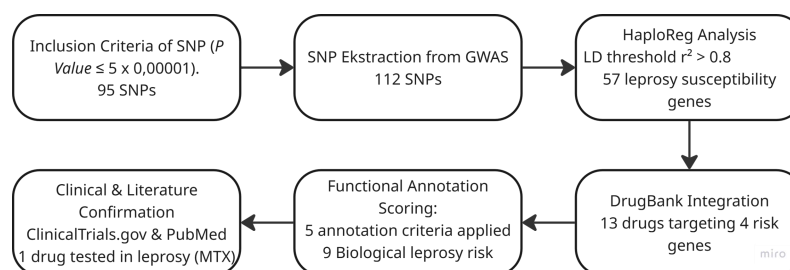 Inclusion Criteria of SNP (P
Value ≤ 5 x 0,00001).
95 SNPs
SNP Ekstraction from GWAS
112 SNPs
HaploReg Analysis
LD threshold r² > 0.8
57 leprosy susceptibility
genes
DrugBank Integration
13 drugs targeting 4 risk
genes
Functional Annotation
Scoring:
5 annotation criteria applied
9 Biological leprosy risk
Clinical & Literature
Confirmation
ClinicalTrials.gov & PubMed
1 drug tested in leprosy (MTX)
miro